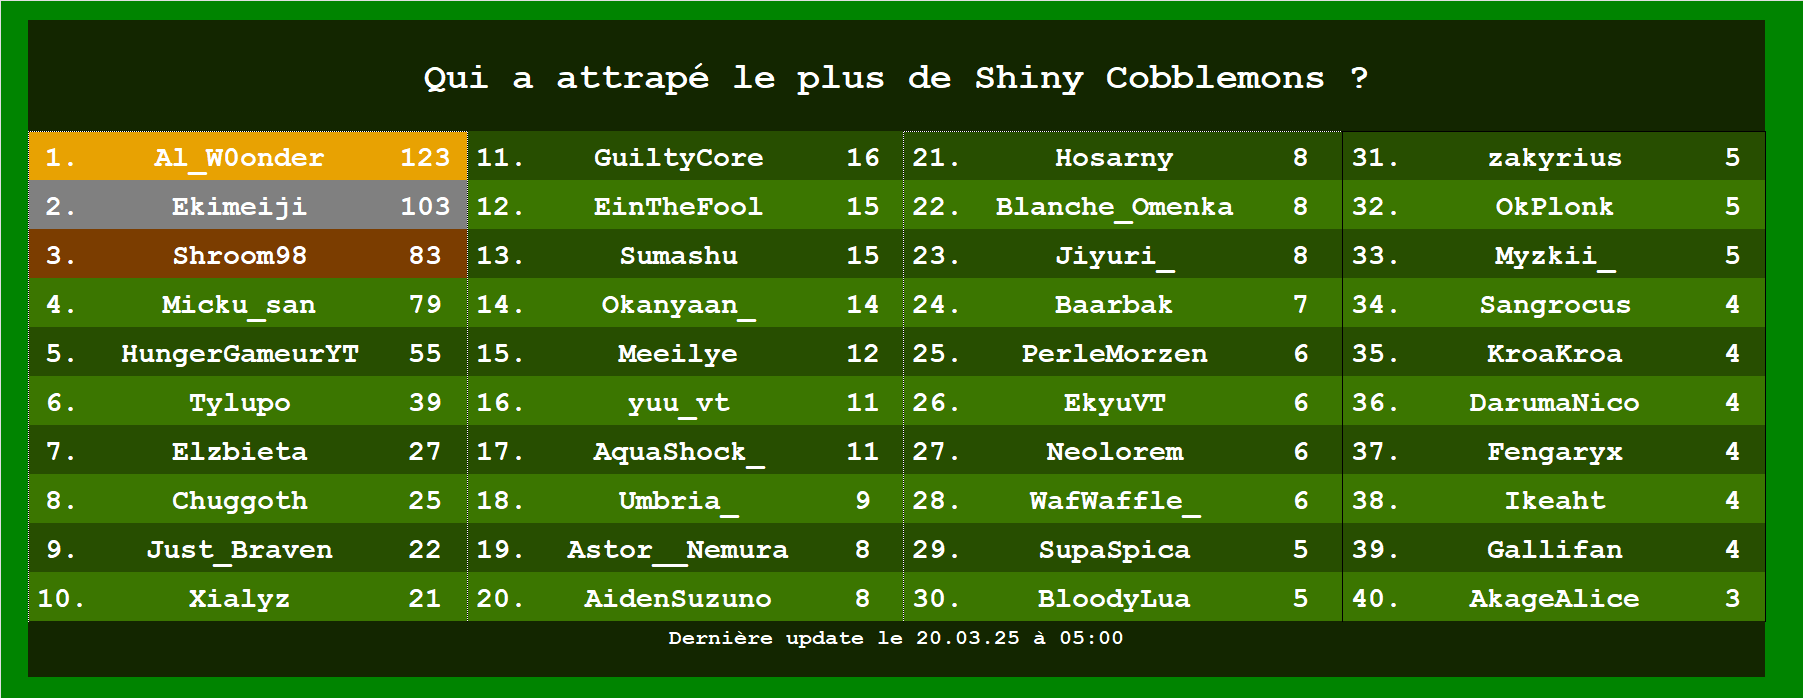 Qui a attrapé le plus de Shiny Cobblemons ?
1. Al_W0onder 123 11. GuiltyCore 16 21. Hosarny 8 31. zakyrius 5
2. Ekimeiji 103 12. EinTheFool 15 22. Blanche_Omenka 8 32. OkPlonk 5
3. Shroom98 83 13. Sumashu 15 23. Jiyuri_ 8 33. Myzkii_ 5
4. Micku_san 79 14. Okanyaan_ 14 24. Baarbak 7 34. Sangrocus 4
5. HungerGameurYT 55 15. Meeilye 12 25. PerleMorzen 6 35. KroaKroa 4
6. Tylupo 39 16. yuu_vt 11 26. EkyuVT 6 36. DarumaNico 4
7. Elzbieta 27 17. AquaShock_ 11 27. Neolorem 6 37. Fengaryx 4
8. Chuggoth 25 18. Umbria_ 9 28. WafWaffle_ 6 38. Ikeaht 4
9. Just_Braven 22 19. Astor__Nemura 8 29. SupaSpica 5 39. Gallifan 4
10. Xialyz 21 20. AidenSuzuno 8 30. BloodyLua 5 40. AkageAlice 3
Dernière update le 20.03.25 à 05:00